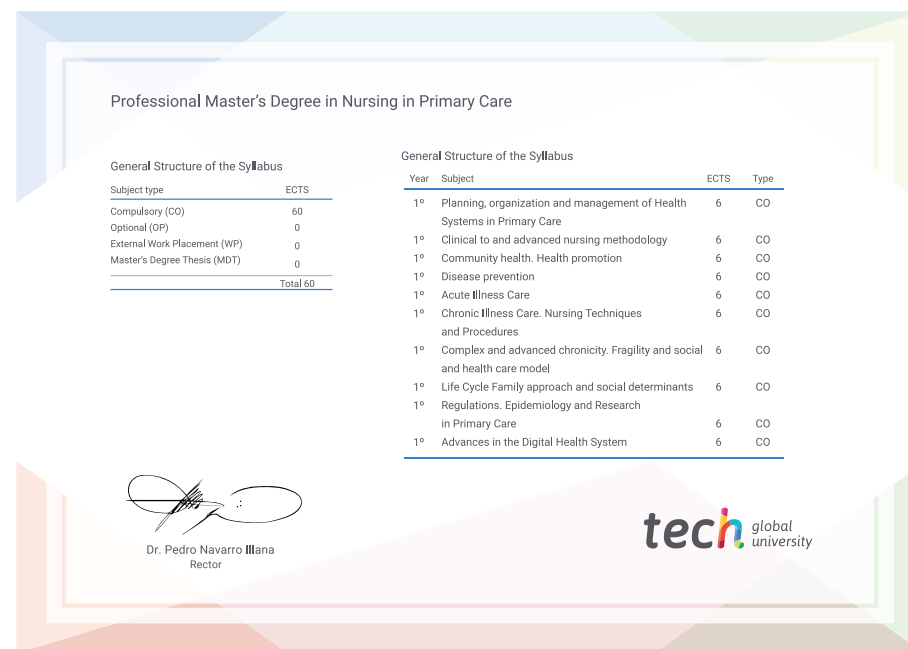 Professional Master's Degree in Nursing in Primary Care
General Structure of the Syllabus
Subject type ECTS
Compulsory (CO) 60
Optional (OP) 0
External Work Placement (WP) 0
Master's Degree Thesis (MDT) 0
Total 60
General Structure of the Syllabus
Year Subject ECTS Type
1º Planning, organization and management of Health 6 CO
Systems in Primary Care
1º Clinical to and advanced nursing methodology 6 CO
1º Community health. Health promotion 6 CO
1º Disease prevention 6 CO
1º Acute Illness Care 6 CO
1º Chronic Illness Care. Nursing Techniques 6 CO
and Procedures
1º Complex and advanced chronicity. Fragility and social 6 CO
and health care model
1º Life Cycle Family approach and social determinants 6 CO
1º Regulations. Epidemiology and Research
in Primary Care 6 CO
1º Advances in the Digital Health System 6 CO
Dr. Pedro Navarro Illana
Rector
tech global
university